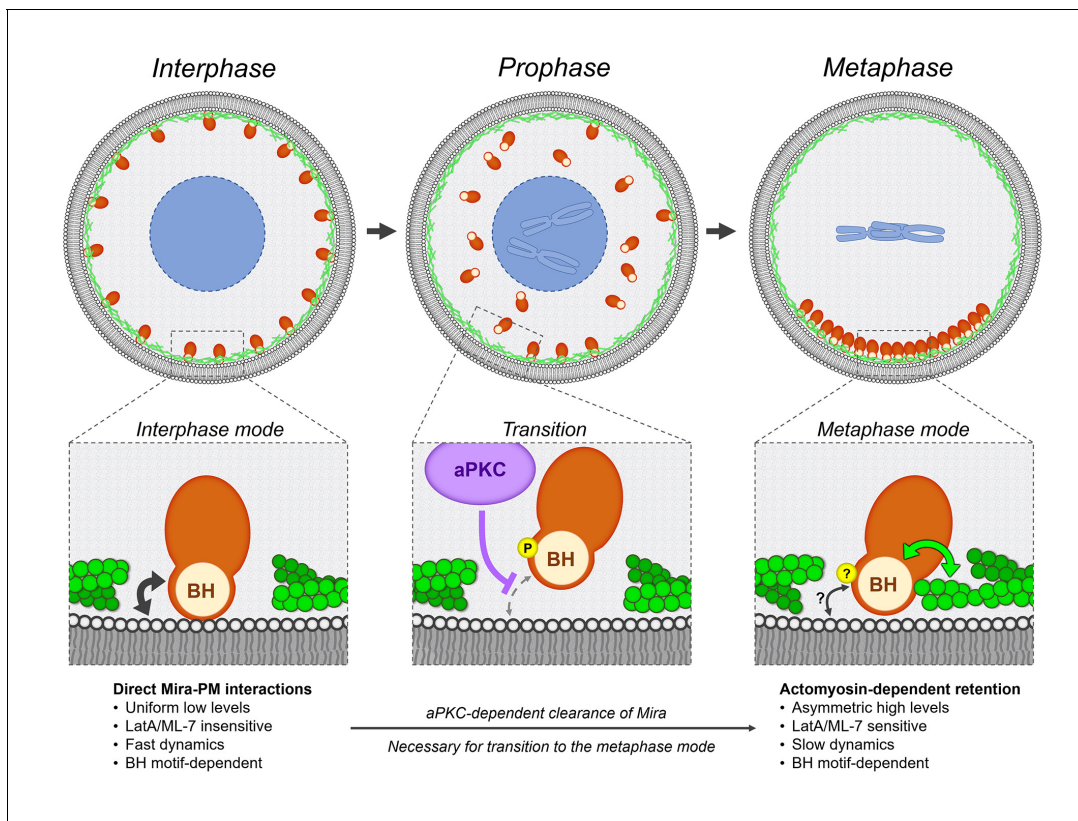 Interphase
Prophase
Metaphase
Interphase mode
Transition
Metaphase mode
BH
aPKC
P
BH
?
BH
?
Direct Mira-PM interactions
• Uniform low levels
• LatA/ML-7 insensitive
• Fast dynamics
• BH motif-dependent
aPKC-dependent clearance of Mira
Necessary for transition to the metaphase mode
Actomyosin-dependent retention
• Asymmetric high levels
• LatA/ML-7 sensitive
• Slow dynamics
• BH motif-dependent